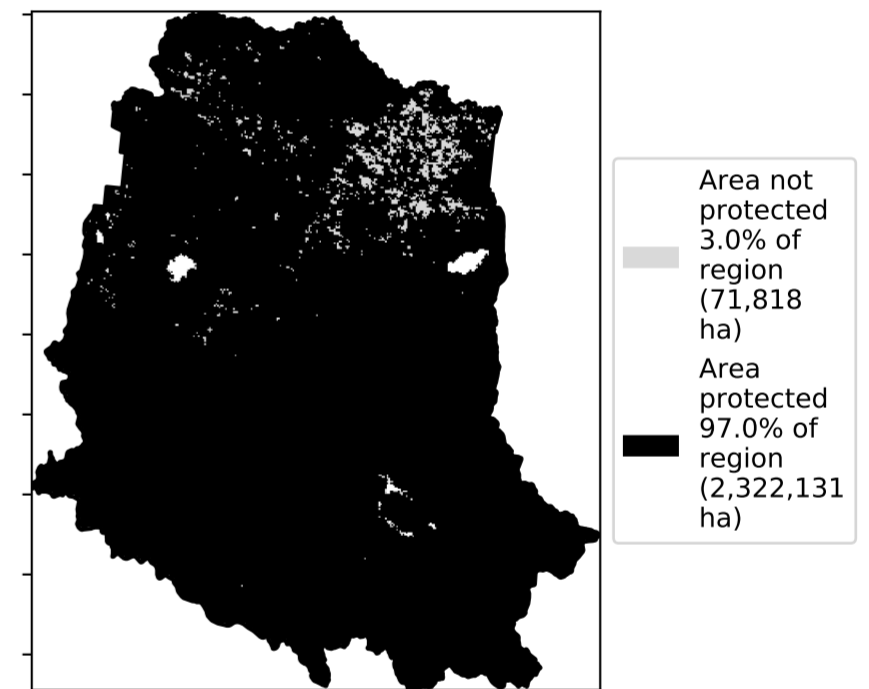 Area not
protected
3.0% of
region
(71,818
ha)
Area
protected
97.0% of
region
(2,322,131
ha)